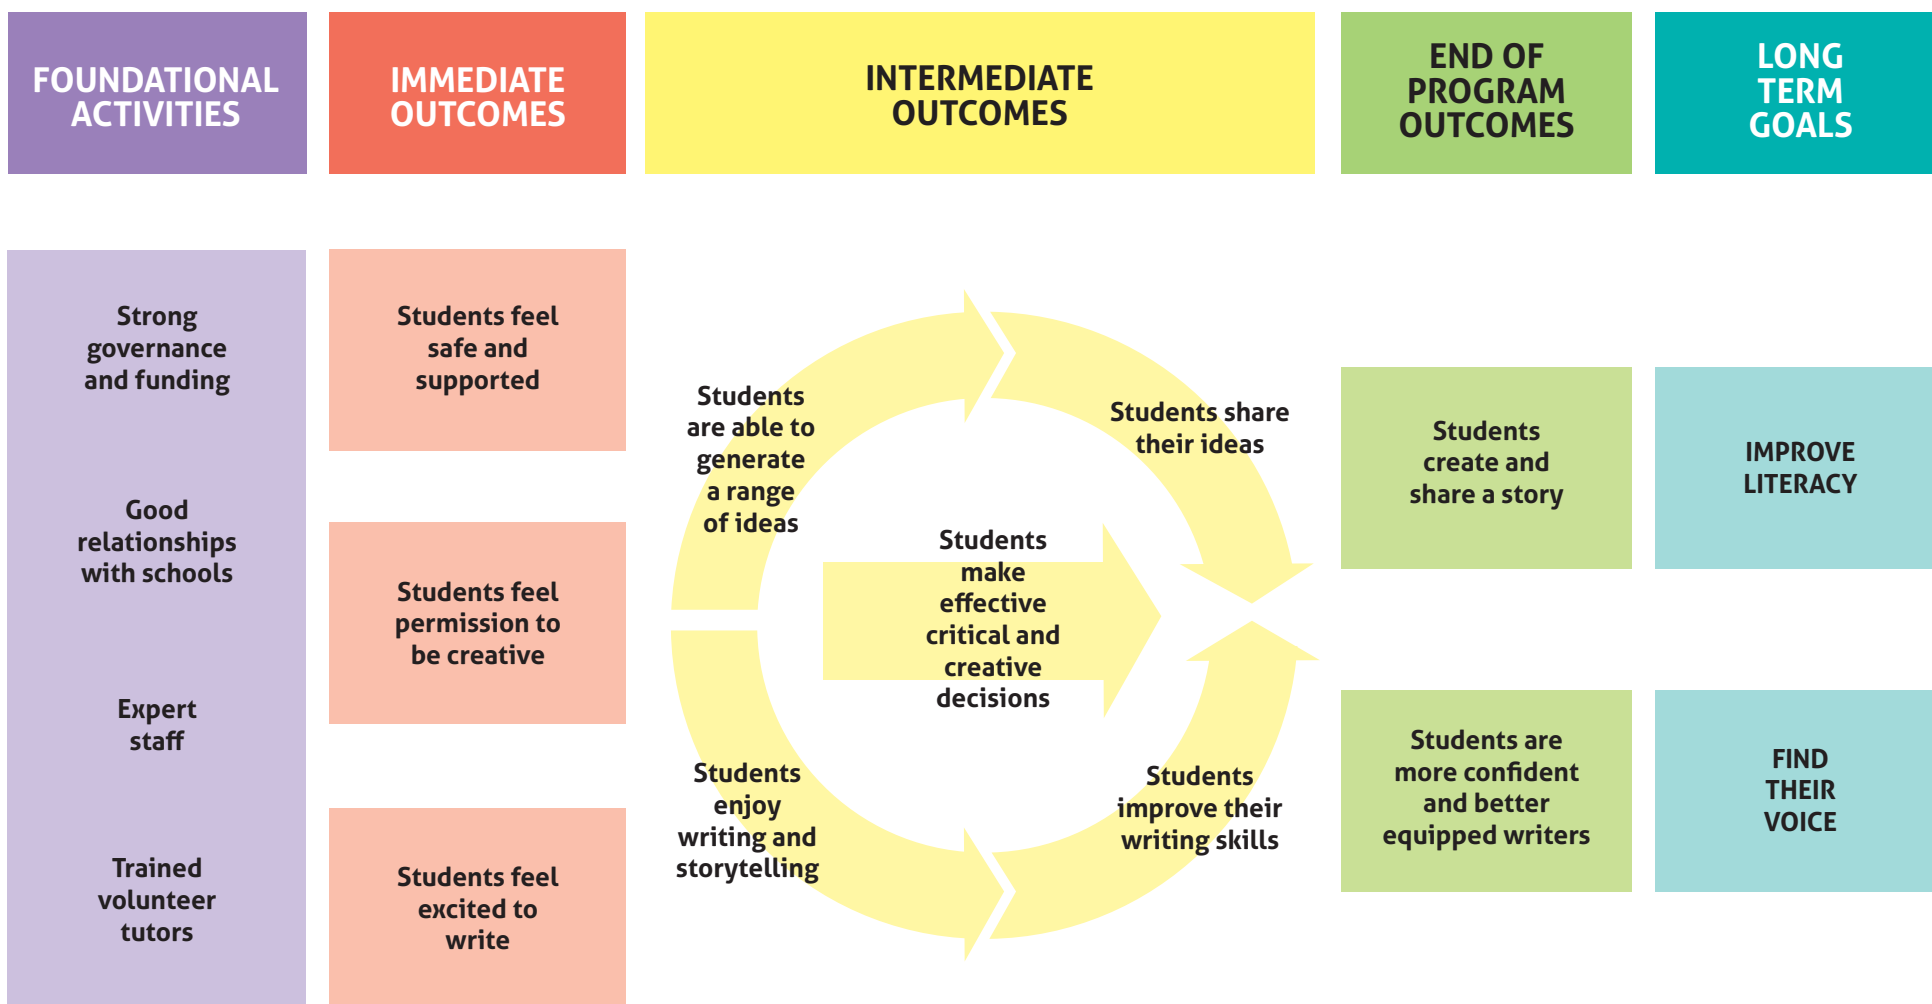 FOUNDATIONAL
ACTIVITIES
IMMEDIATE
OUTCOMES
INTERMEDIATE
OUTCOMES
END OF
PROGRAM
OUTCOMES
LONG
TERM
GOALS
Strong
governance
and funding
Good
relationships
with schools
Expert
staff
Trained
volunteer
tutors
Students feel
safe and
supported
Students feel
permission to
be creative
Students feel
excited to
write
Students
are able to
generate
a range
of ideas
Students share
their ideas
Students
make
effective
critical and
creative
decisions
Students
enjoy
writing and
storytelling
Students
improve their
writing skills
Students
create and
share a story
Students are
more confident
and better
equipped writers
IMPROVE
LITERACY
FIND
THEIR
VOICE